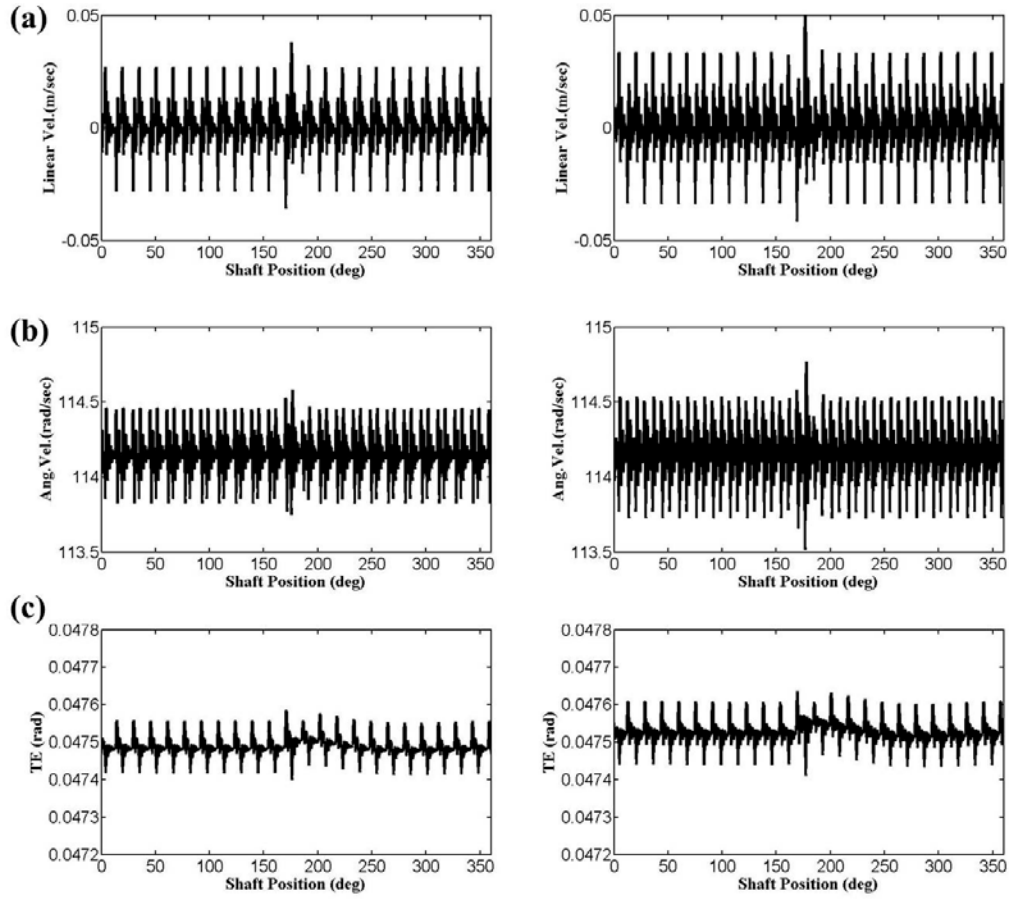 (a)
0.05
0
-0.05
Linear Vel.(m/sec)
0 50 100 150 200 250 300 350
Shaft Position (deg)
0.05
0
-0.05
Linear Vel.(m/sec)
0 50 100 150 200 250 300 350
Shaft Position (deg)
(b)
115
114.5
114
113.5
Ang.Vel.(rad/sec)
0 50 100 150 200 250 300 350
Shaft Position (deg)
115
114.5
114
113.5
Ang.Vel.(rad/sec)
0 50 100 150 200 250 300 350
Shaft Position (deg)
(c)
0.0478
0.0477
0.0476
0.0475
0.0474
0.0473
0.0472
TE (rad)
0 50 100 150 200 250 300 350
Shaft Position (deg)
0.0478
0.0477
0.0476
0.0475
0.0474
0.0473
0.0472
TE (rad)
0 50 100 150 200 250 300 350
Shaft Position (deg)